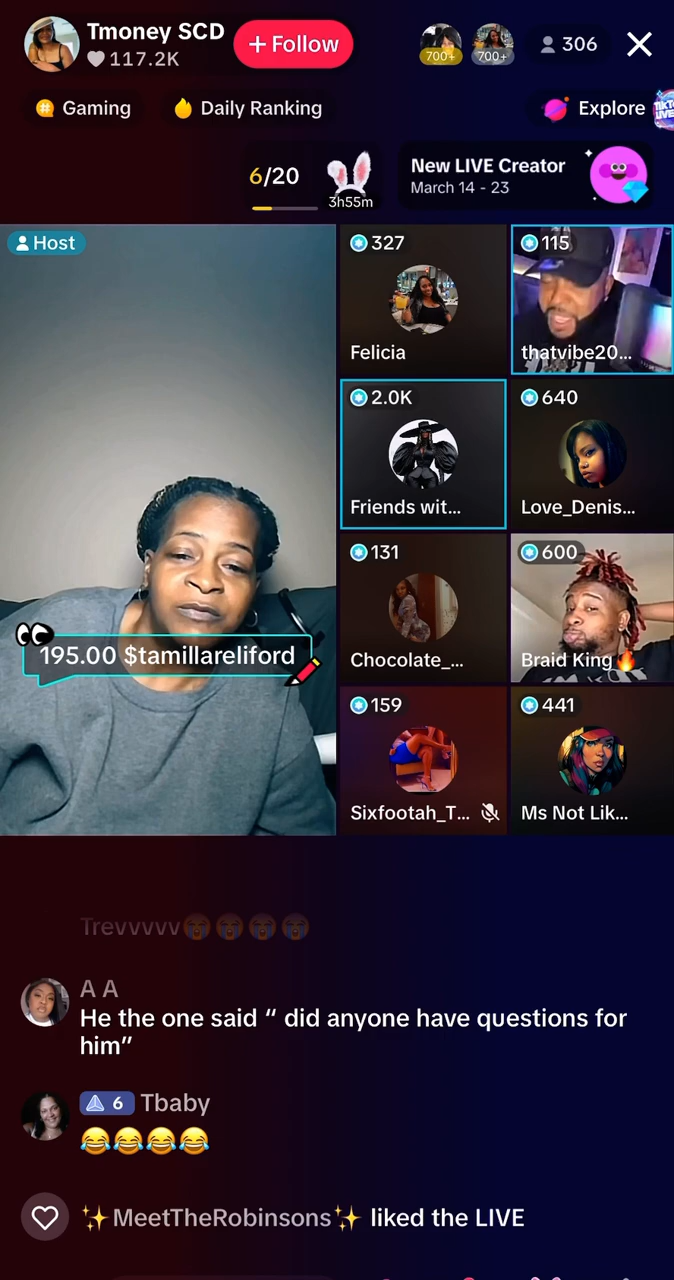 Tmoney SCD
117.2K
+ Follow
700+
700+
306
Gaming
Daily Ranking
Explore
TIKTOK LIVE
6/20
3h55m
New LIVE Creator
March 14 - 23
Host
327
Felicia
115
thatvibe20...
2.0K
Friends wit...
640
Love_Denis...
131
Chocolate_...
600
Braid King🔥
159
Sixfootah_T...
441
Ms Not Lik...
👀
195.00 $tamillareliford
Trevvvvv😭😭😭😭
A A
He the one said “ did anyone have questions for
him”
6 Tbaby
😂😂😂😂
✨MeetTheRobinsons✨ liked the LIVE